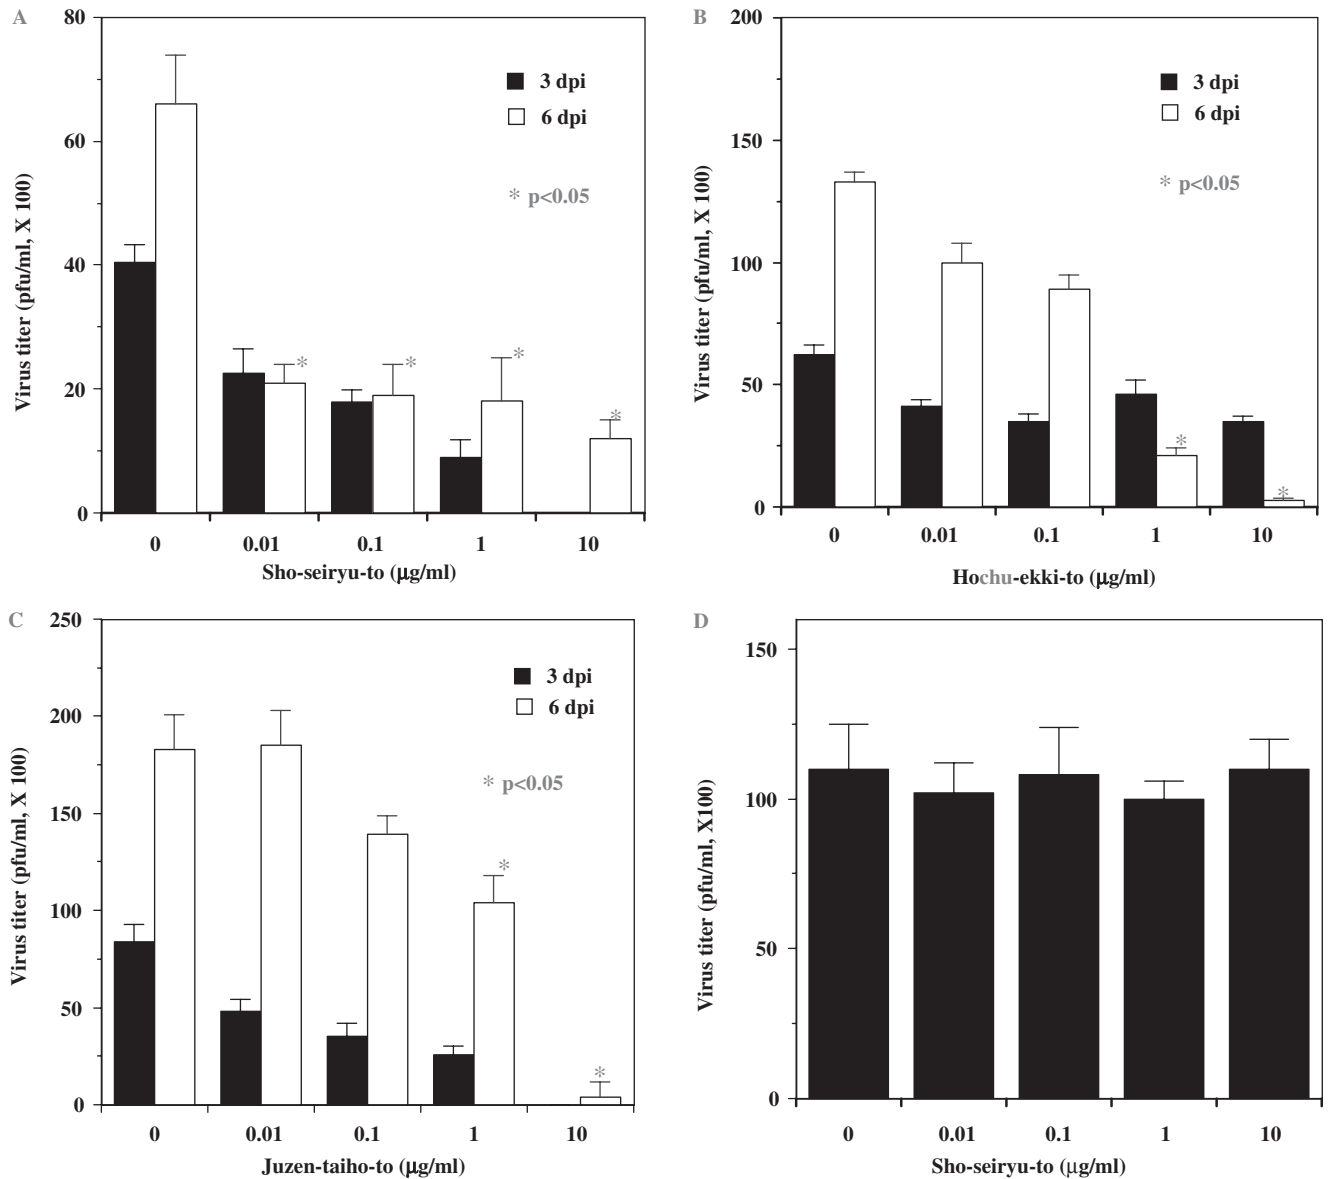 A
80
60
40
20
0
Virus titer (pfu/ml, X 100)
3 dpi
6 dpi
* p<0.05
* * * *
0 0.01 0.1 1 10
Sho-seiryu-to (μg/ml)
B
200
150
100
50
0
Virus titer (pfu/ml, X 100)
3 dpi
6 dpi
* p<0.05
* *
0 0.01 0.1 1 10
Hochu-ekki-to (μg/ml)
C
250
200
150
100
50
0
Virus titer (pfu/ml, X 100)
3 dpi
6 dpi
* p<0.05
* *
0 0.01 0.1 1 10
Juzen-taiho-to (μg/ml)
D
150
100
50
0
Virus titer (pfu/ml, X100)
0 0.01 0.1 1 10
Sho-seiryu-to (μg/ml)